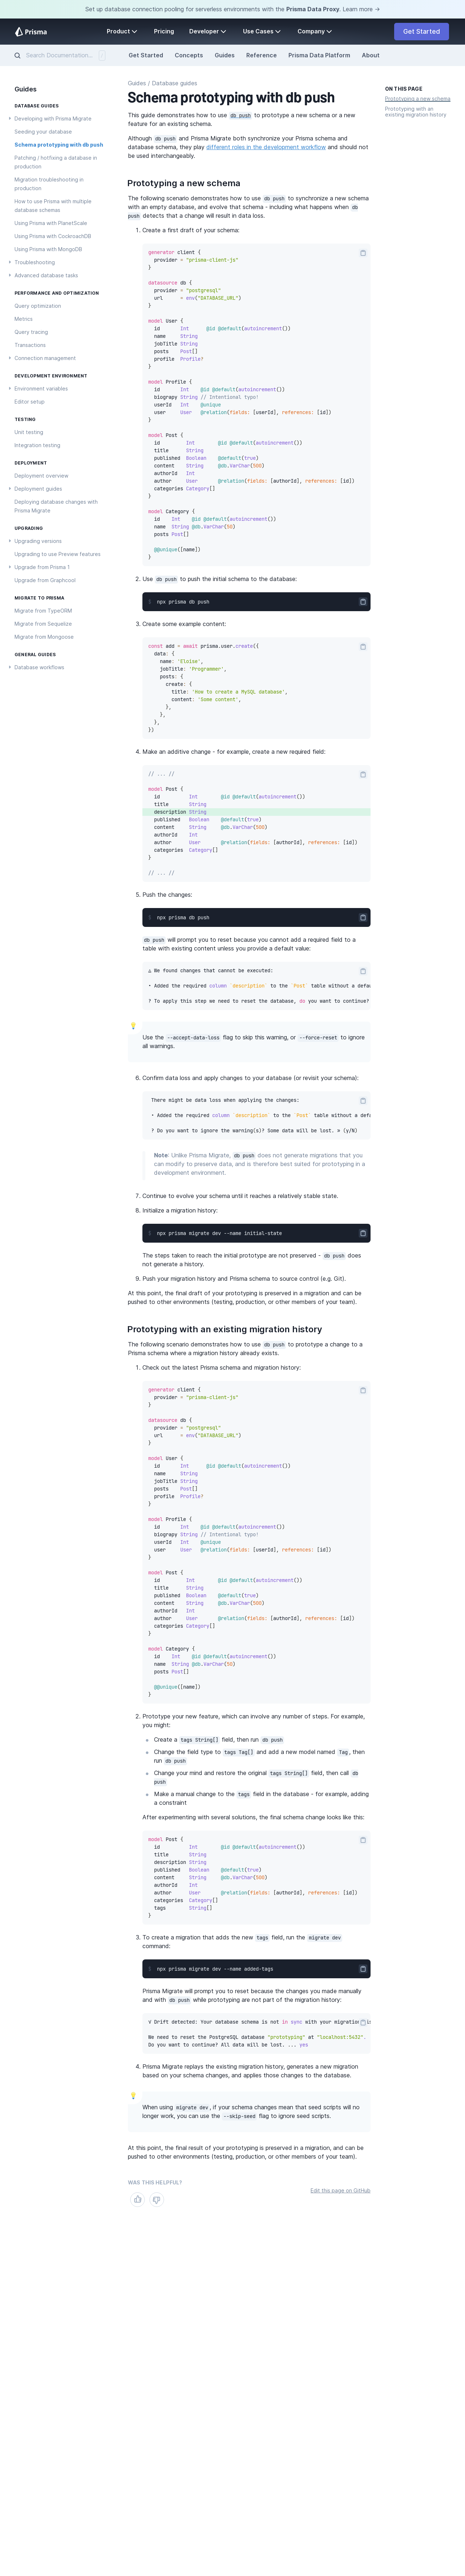 Set up database connection pooling for serverless environments with the Prisma Data Proxy. Learn more →
Prisma
Product
Pricing
Developer
Use Cases
Company
Get Started
Search Documentation...
/
Get Started
Concepts
Guides
Reference
Prisma Data Platform
About
Guides
DATABASE GUIDES
Developing with Prisma Migrate
Seeding your database
Schema prototyping with db push
Patching / hotfixing a database in
production
Migration troubleshooting in
production
How to use Prisma with multiple
database schemas
Using Prisma with PlanetScale
Using Prisma with CockroachDB
Using Prisma with MongoDB
Troubleshooting
Advanced database tasks
PERFORMANCE AND OPTIMIZATION
Query optimization
Metrics
Query tracing
Transactions
Connection management
DEVELOPMENT ENVIRONMENT
Environment variables
Editor setup
TESTING
Unit testing
Integration testing
DEPLOYMENT
Deployment overview
Deployment guides
Deploying database changes with
Prisma Migrate
UPGRADING
Upgrading versions
Upgrading to use Preview features
Upgrade from Prisma 1
Upgrade from Graphcool
MIGRATE TO PRISMA
Migrate from TypeORM
Migrate from Sequelize
Migrate from Mongoose
GENERAL GUIDES
Database workflows
Guides / Database guides
Schema prototyping with db push
This guide demonstrates how to use db push to prototype a new schema or a new
feature for an existing schema.
Although db push and Prisma Migrate both synchronize your Prisma schema and
database schema, they play different roles in the development workflow and should not
be used interchangeably.
Prototyping a new schema
The following scenario demonstrates how to use db push to synchronize a new schema
with an empty database, and evolve that schema - including what happens when db
push detects that a change will result in data loss.
1. Create a first draft of your schema:
generator client {
provider = "prisma-client-js"
}
datasource db {
provider = "postgresql"
url = env("DATABASE_URL")
}
model User {
id Int @id @default(autoincrement())
name String
jobTitle String
posts Post[]
profile Profile?
}
model Profile {
id Int @id @default(autoincrement())
biograpy String // Intentional typo!
userId Int @unique
user User @relation(fields: [userId], references: [id])
}
model Post {
id Int @id @default(autoincrement())
title String
published Boolean @default(true)
content String @db.VarChar(500)
authorId Int
author User @relation(fields: [authorId], references: [id])
categories Category[]
}
model Category {
id Int @id @default(autoincrement())
name String @db.VarChar(50)
posts Post[]
@@unique([name])
}
2. Use db push to push the initial schema to the database:
npx prisma db push
3. Create some example content:
const add = await prisma.user.create({
data: {
name: 'Eloise',
jobTitle: 'Programmer',
posts: {
create: {
title: 'How to create a MySQL database',
content: 'Some content',
},
},
},
})
4. Make an additive change - for example, create a new required field:
// ... //
model Post {
id Int @id @default(autoincrement())
title String
description String
published Boolean @default(true)
content String @db.VarChar(500)
authorId Int
author User @relation(fields: [authorId], references: [id])
categories Category[]
}
// ... //
5. Push the changes:
npx prisma db push
db push will prompt you to reset because you cannot add a required field to a
table with existing content unless you provide a default value:
⚠ We found changes that cannot be executed:
• Added the required column `description` to the `Post` table without a defau
? To apply this step we need to reset the database, do you want to continue?
💡
Use the --accept-data-loss flag to skip this warning, or --force-reset to ignore
all warnings.
6. Confirm data loss and apply changes to your database (or revisit your schema):
There might be data loss when applying the changes:
• Added the required column `description` to the `Post` table without a defau
? Do you want to ignore the warning(s)? Some data will be lost. » (y/N)
Note: Unlike Prisma Migrate, db push does not generate migrations that you
can modify to preserve data, and is therefore best suited for prototyping in a
development environment.
7. Continue to evolve your schema until it reaches a relatively stable state.
8. Initialize a migration history:
npx prisma migrate dev --name initial-state
The steps taken to reach the initial prototype are not preserved - db push does
not generate a history.
9. Push your migration history and Prisma schema to source control (e.g. Git).
At this point, the final draft of your prototyping is preserved in a migration and can be
pushed to other environments (testing, production, or other members of your team).
Prototyping with an existing migration history
The following scenario demonstrates how to use db push to prototype a change to a
Prisma schema where a migration history already exists.
1. Check out the latest Prisma schema and migration history:
generator client {
provider = "prisma-client-js"
}
datasource db {
provider = "postgresql"
url = env("DATABASE_URL")
}
model User {
id Int @id @default(autoincrement())
name String
jobTitle String
posts Post[]
profile Profile?
}
model Profile {
id Int @id @default(autoincrement())
biograpy String // Intentional typo!
userId Int @unique
user User @relation(fields: [userId], references: [id])
}
model Post {
id Int @id @default(autoincrement())
title String
published Boolean @default(true)
content String @db.VarChar(500)
authorId Int
author User @relation(fields: [authorId], references: [id])
categories Category[]
}
model Category {
id Int @id @default(autoincrement())
name String @db.VarChar(50)
posts Post[]
@@unique([name])
}
2. Prototype your new feature, which can involve any number of steps. For example,
you might:
Create a tags String[] field, then run db push
Change the field type to tags Tag[] and add a new model named Tag, then
run db push
Change your mind and restore the original tags String[] field, then call db
push
Make a manual change to the tags field in the database - for example, adding
a constraint
After experimenting with several solutions, the final schema change looks like this:
model Post {
id Int @id @default(autoincrement())
title String
description String
published Boolean @default(true)
content String @db.VarChar(500)
authorId Int
author User @relation(fields: [authorId], references: [id])
categories Category[]
tags String[]
}
3. To create a migration that adds the new tags field, run the migrate dev
command:
npx prisma migrate dev --name added-tags
Prisma Migrate will prompt you to reset because the changes you made manually
and with db push while prototyping are not part of the migration history:
√ Drift detected: Your database schema is not in sync with your migration his
We need to reset the PostgreSQL database "prototyping" at "localhost:5432".
Do you want to continue? All data will be lost. ... yes
4. Prisma Migrate replays the existing migration history, generates a new migration
based on your schema changes, and applies those changes to the database.
💡
When using migrate dev, if your schema changes mean that seed scripts will no
longer work, you can use the --skip-seed flag to ignore seed scripts.
At this point, the final result of your prototyping is preserved in a migration, and can be
pushed to other environments (testing, production, or other members of your team).
WAS THIS HELPFUL?
Edit this page on GitHub
ON THIS PAGE
Prototyping a new schema
Prototyping with an
existing migration history